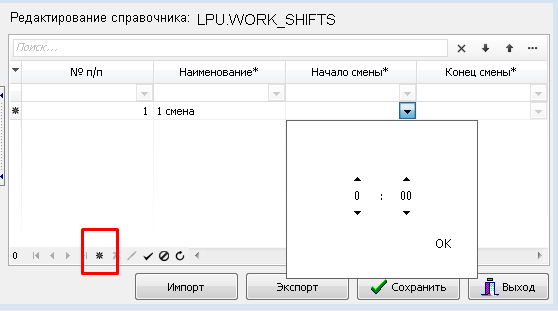 Редактирование справочника: LPU.WORK_SHIFTS
Поиск...
№ п/п Наименование* Начало смены* Конец смены*
1 1 смена
0 : 00
OK
0
Импорт Экспорт Сохранить Выход